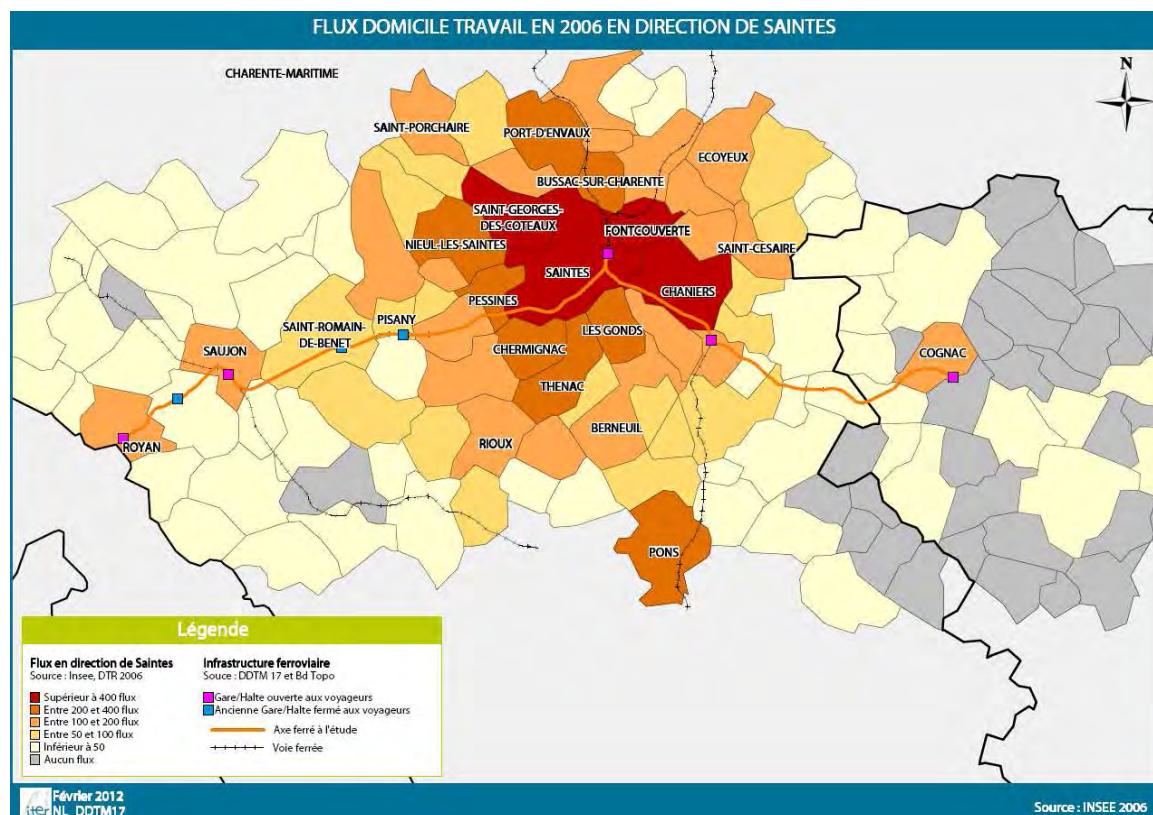 FLUX DOMICILE TRAVAIL EN 2006 EN DIRECTION DE SAINTES
CHARENTE-MARITIME
N
SAINT-PORCHAIRE
PORT-D'ENVAUX
ECOYEUX
BUSSAC-SUR-CHARENTE
SAINT-GEORGES-
DES-COTEAUX
FONTCOUVERTE
NIEUL-LES-SAINTES
SAINT-CESAIRE
SAINTES
CHANIERS
PESSINES
PISANY
SAINT-ROMAIN-
DE-BENET
LES GONDS
SAUJON
CHERMIGNAC
COGNAC
THENAC
BERNEUIL
ROYAN
RIOUX
PONS
Légende
Flux en direction de Saintes
Source : Insee, DTR 2006
Supérieur à 400 flux
Entre 200 et 400 flux
Entre 100 et 200 flux
Entre 50 et 100 flux
Inférieur à 50
Aucun flux
Infrastructure ferroviaire
Souce : DDTM 17 et Bd Topo
Gare/Halte ouverte aux voyageurs
Ancienne Gare/Halte fermé aux voyageurs
Axe ferré à l'étude
Voie ferrée
iter
Février 2012
NL_DDTM17
Source : INSEE 2006